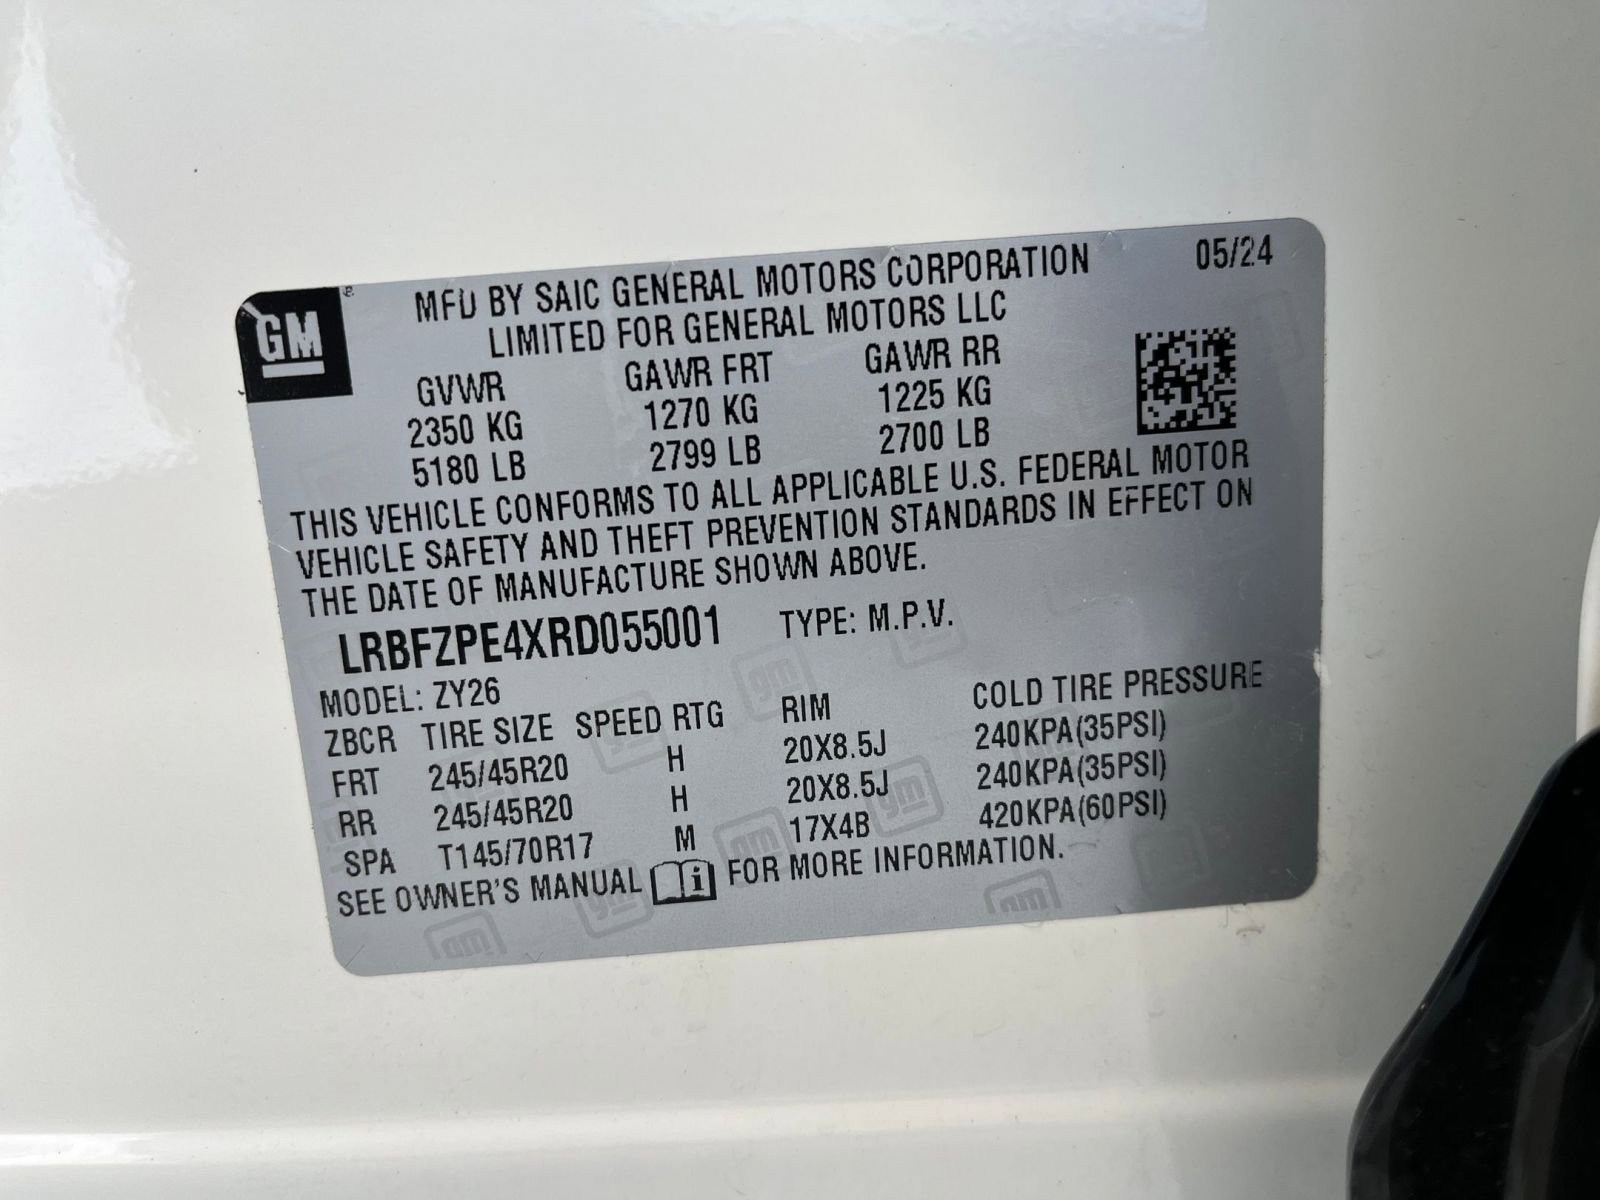 GM
MFD BY SAIC GENERAL MOTORS CORPORATION 05/24
LIMITED FOR GENERAL MOTORS LLC
GVWR GAWR FRT GAWR RR
2350 KG 1270 KG 1225 KG
5180 LB 2799 LB 2700 LB
THIS VEHICLE CONFORMS TO ALL APPLICABLE U.S. FEDERAL MOTOR
VEHICLE SAFETY AND THEFT PREVENTION STANDARDS IN EFFECT ON
THE DATE OF MANUFACTURE SHOWN ABOVE.
LRBFZPE4XRD055001 TYPE: M.P.V.
MODEL: ZY26
ZBCR TIRE SIZE SPEED RTG RIM COLD TIRE PRESSURE
FRT 245/45R20 H 20X8.5J 240KPA(35PSI)
RR 245/45R20 H 20X8.5J 240KPA(35PSI)
SPA T145/70R17 M 17X4B 420KPA(60PSI)
SEE OWNER'S MANUAL i FOR MORE INFORMATION.